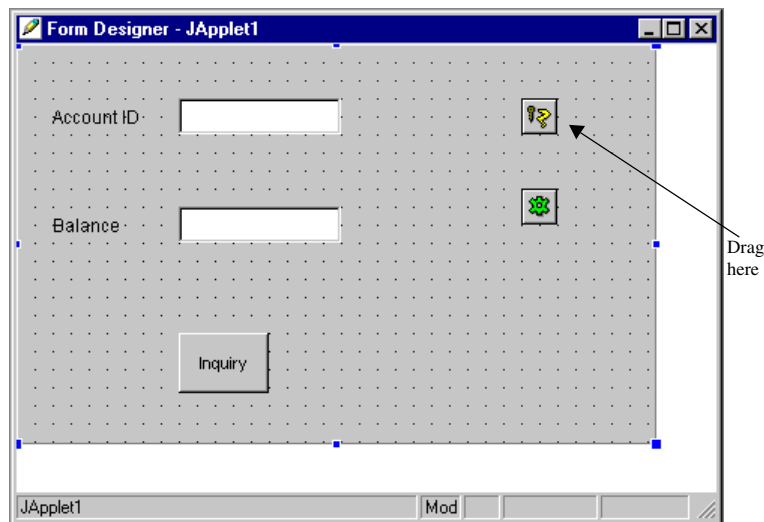 Form Designer - JApplet1
Account ID
Balance
Drag
here
Inquiry
JApplet1
Mod